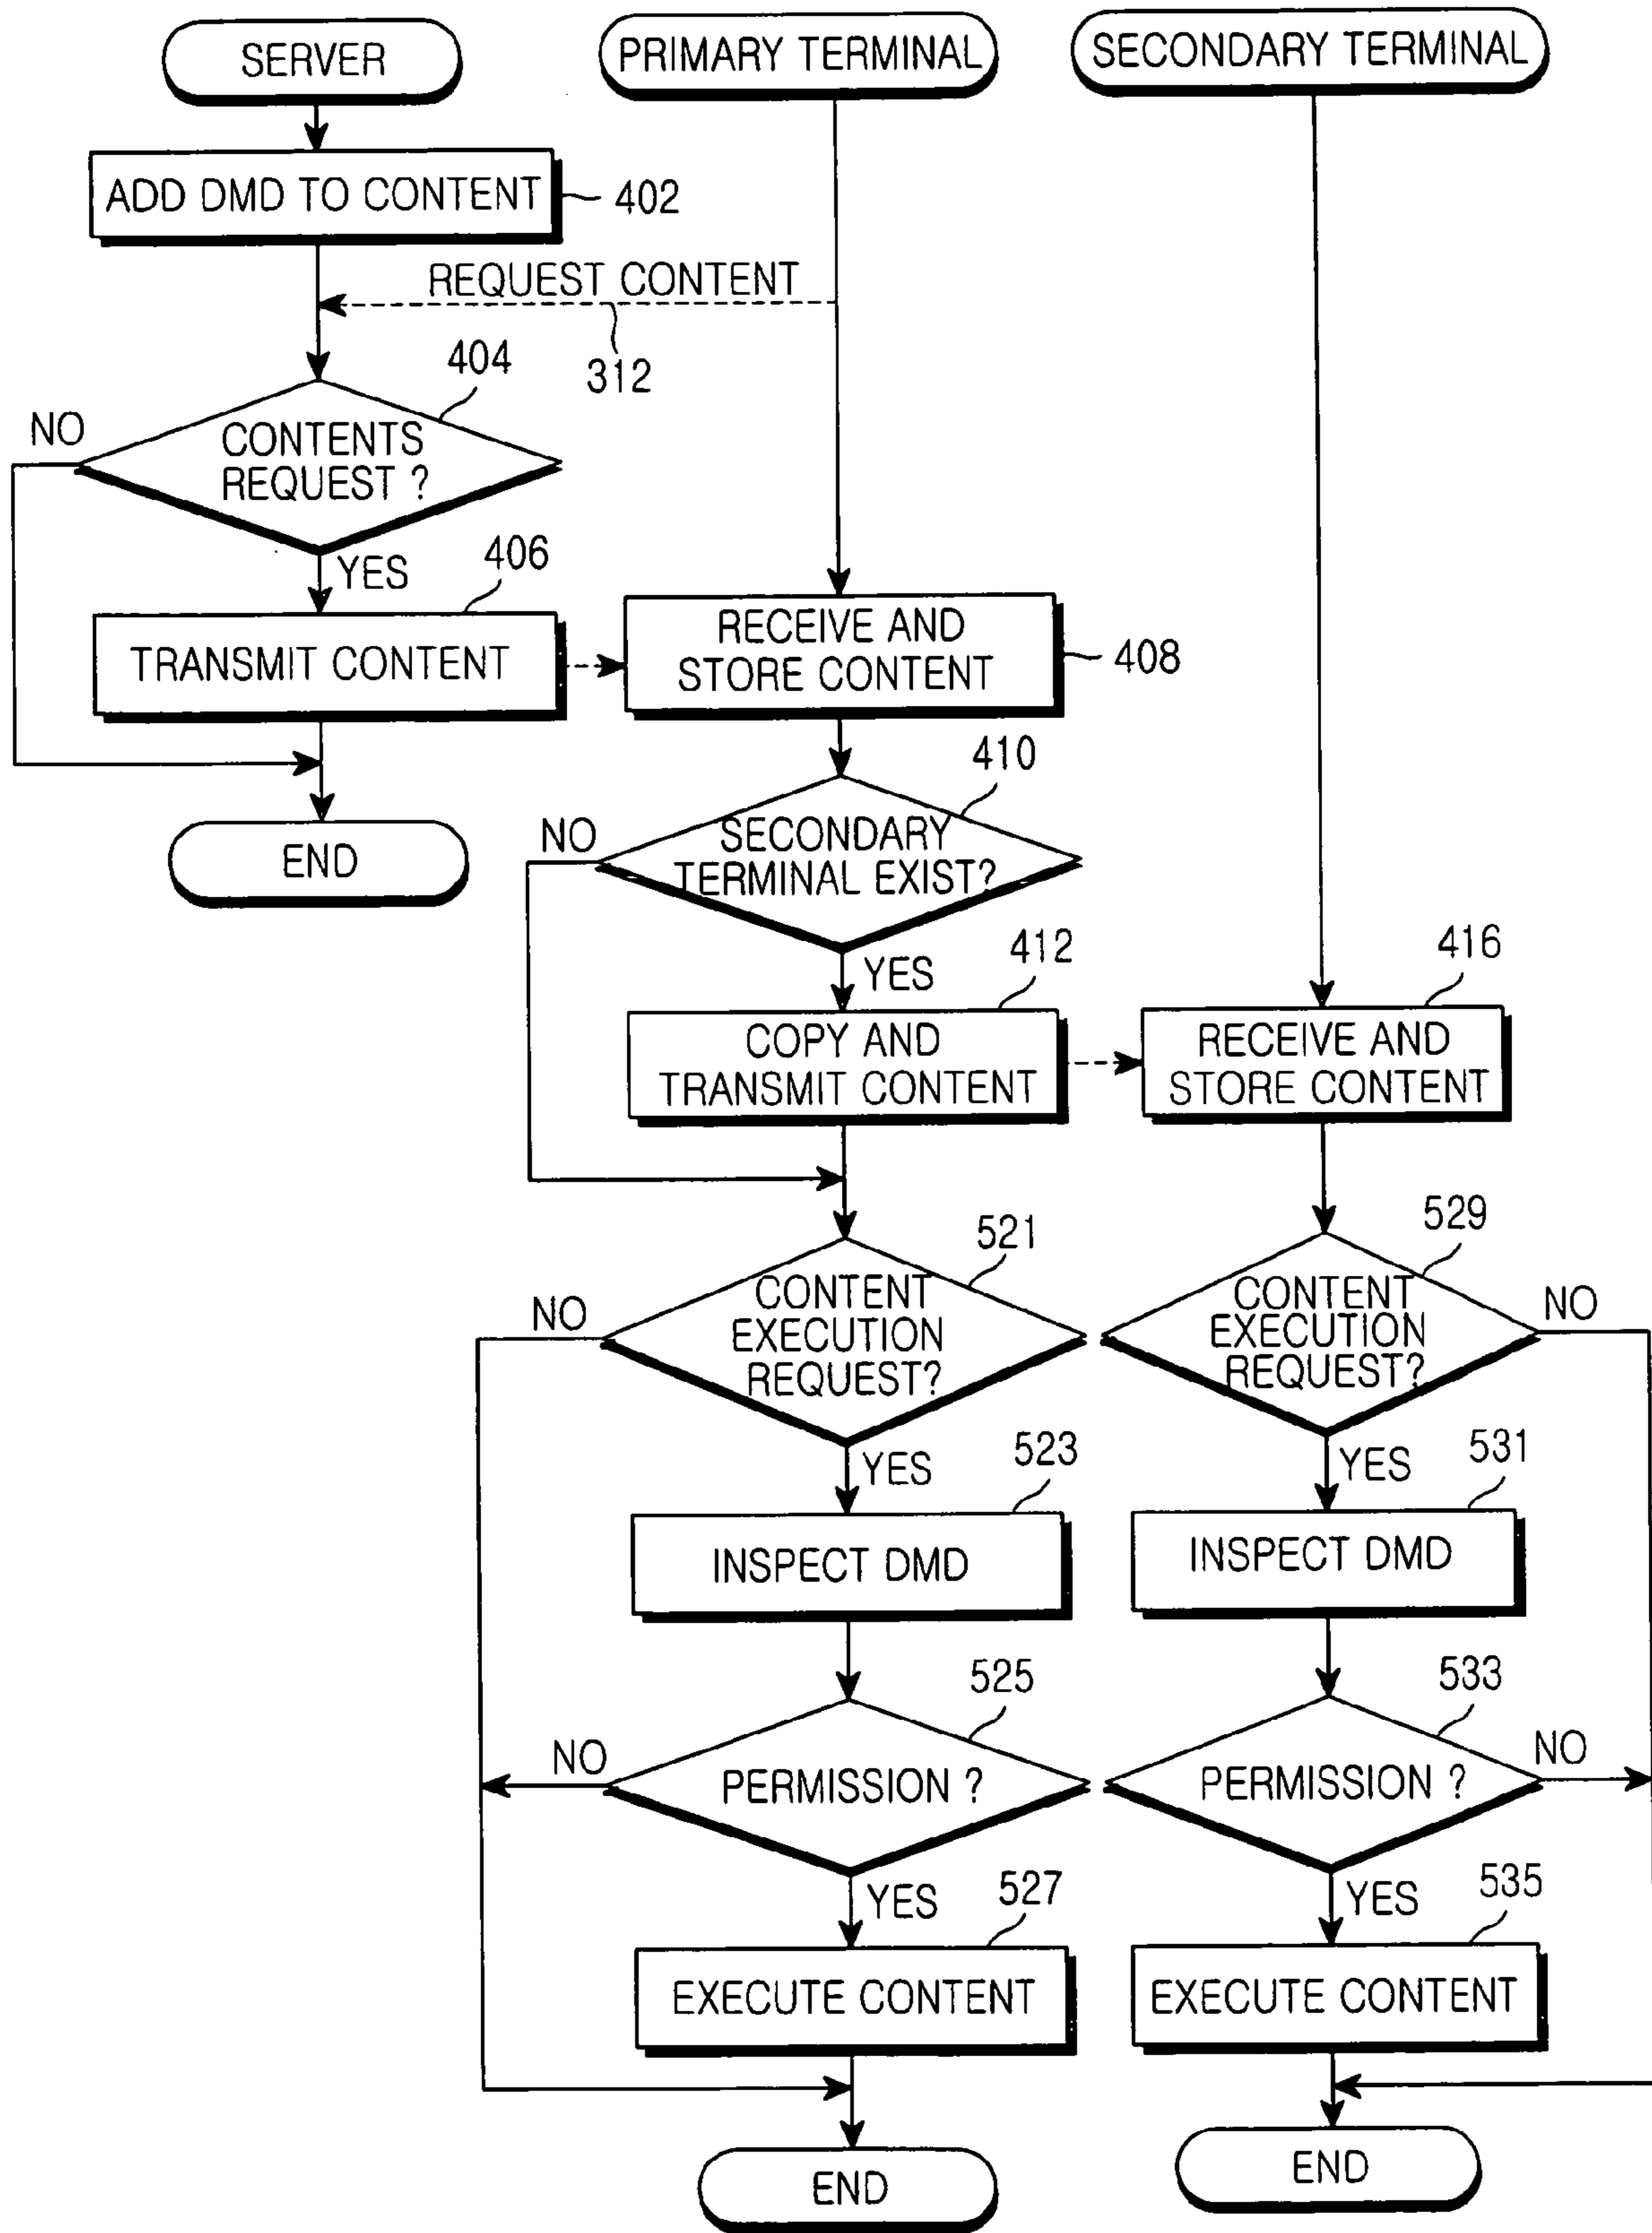 SERVER
PRIMARY TERMINAL
SECONDARY TERMINAL
ADD DMD TO CONTENT
402
REQUEST CONTENT
312
404
NO
CONTENTS
REQUEST ?
YES
406
TRANSMIT CONTENT
RECEIVE AND
STORE CONTENT
408
END
410
NO
SECONDARY
TERMINAL EXIST?
YES
412
COPY AND
TRANSMIT CONTENT
416
RECEIVE AND
STORE CONTENT
521
NO
CONTENT
EXECUTION
REQUEST?
YES
529
NO
CONTENT
EXECUTION
REQUEST?
YES
523
INSPECT DMD
531
INSPECT DMD
525
NO
PERMISSION ?
YES
533
NO
PERMISSION ?
YES
527
EXECUTE CONTENT
535
EXECUTE CONTENT
END
END